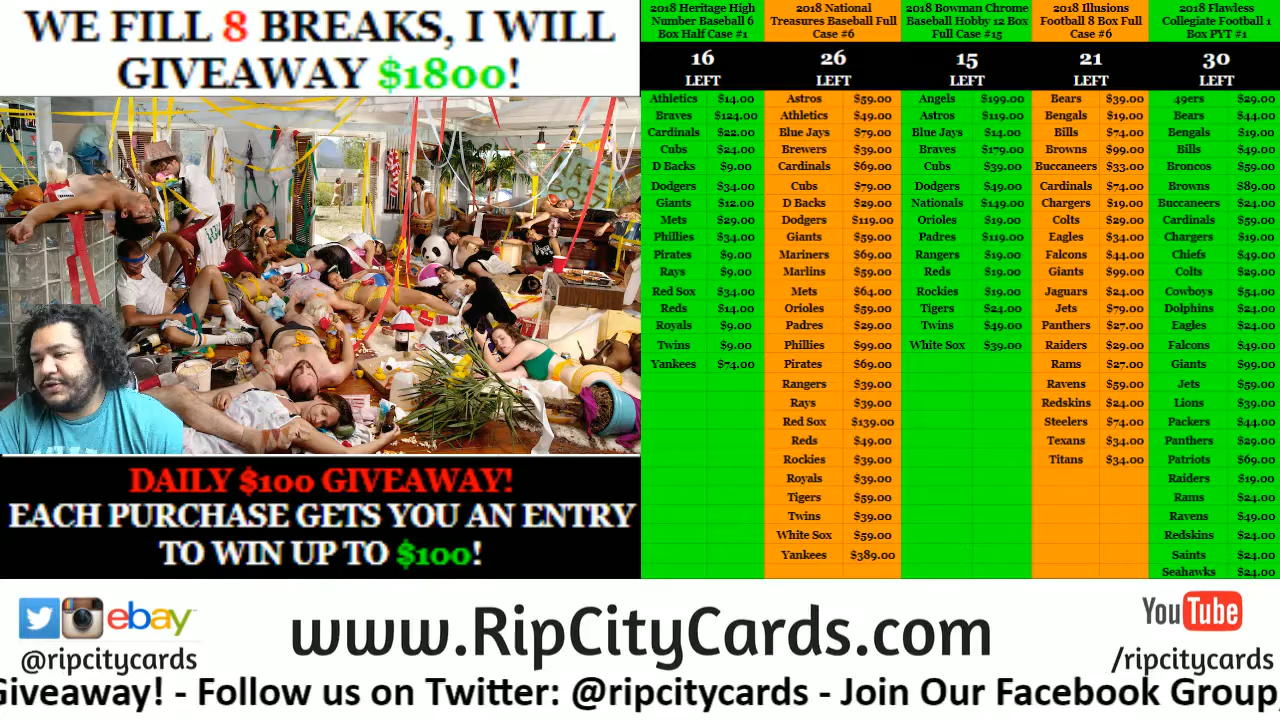 WE FILL 8 BREAKS, I WILL
GIVEAWAY $1800!
DAILY $100 GIVEAWAY!
EACH PURCHASE GETS YOU AN ENTRY
TO WIN UP TO $100!
2018 Heritage High
Number Baseball 6
Box Half Case #1
16
LEFT
Athletics $14.00
Braves $124.00
Cardinals $22.00
Cubs $24.00
D Backs $9.00
Dodgers $34.00
Giants $12.00
Mets $29.00
Phillies $34.00
Pirates $9.00
Rays $9.00
Red Sox $34.00
Reds $14.00
Royals $9.00
Twins $9.00
Yankees $74.00
2018 National
Treasures Baseball Full
Case #6
26
LEFT
Astros $59.00
Athletics $49.00
Blue Jays $79.00
Brewers $39.00
Cardinals $69.00
Cubs $79.00
D Backs $29.00
Dodgers $119.00
Giants $59.00
Mariners $69.00
Marlins $59.00
Mets $64.00
Orioles $59.00
Padres $29.00
Phillies $99.00
Pirates $69.00
Rangers $39.00
Rays $39.00
Red Sox $139.00
Reds $49.00
Rockies $39.00
Royals $39.00
Tigers $59.00
Twins $39.00
White Sox $59.00
Yankees $389.00
2018 Bowman Chrome
Baseball Hobby 12 Box
Full Case #15
15
LEFT
Angels $199.00
Astros $119.00
Blue Jays $14.00
Braves $179.00
Cubs $39.00
Dodgers $49.00
Nationals $149.00
Orioles $19.00
Padres $119.00
Rangers $19.00
Reds $19.00
Rockies $19.00
Tigers $24.00
Twins $49.00
White Sox $39.00
2018 Illusions
Football 8 Box Full
Case #6
21
LEFT
Bears $39.00
Bengals $19.00
Bills $74.00
Browns $99.00
Buccaneers $33.00
Cardinals $74.00
Chargers $19.00
Colts $29.00
Eagles $34.00
Falcons $44.00
Giants $99.00
Jaguars $24.00
Jets $79.00
Panthers $27.00
Raiders $29.00
Rams $27.00
Ravens $59.00
Redskins $24.00
Steelers $74.00
Texans $34.00
Titans $34.00
2018 Flawless
Collegiate Football 1
Box PYT #1
30
LEFT
49ers $29.00
Bears $44.00
Bengals $19.00
Bills $49.00
Broncos $59.00
Browns $89.00
Buccaneers $24.00
Cardinals $59.00
Chargers $19.00
Chiefs $49.00
Colts $29.00
Cowboys $54.00
Dolphins $24.00
Eagles $24.00
Falcons $49.00
Giants $99.00
Jets $59.00
Lions $39.00
Packers $44.00
Panthers $29.00
Patriots $69.00
Raiders $19.00
Rams $24.00
Ravens $49.00
Redskins $24.00
Saints $24.00
Seahawks $24.00
ebay
@ripcitycards
www.RipCityCards.com
YouTube
/ripcitycards
Giveaway! - Follow us on Twitter: @ripcitycards - Join Our Facebook Group,